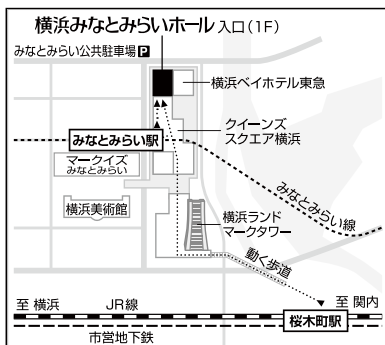 横浜みなとみらいホール 入口(1F)
みなとみらい公共駐車場 P
横浜ベイホテル東急
クイーンズ
スクエア横浜
みなとみらい駅
マークイズ
みなとみらい
みなとみらい線
横浜美術館
横浜ランド
マークタワー
動く歩道
至 横浜
JR線
至 関内
桜木町駅
市営地下鉄